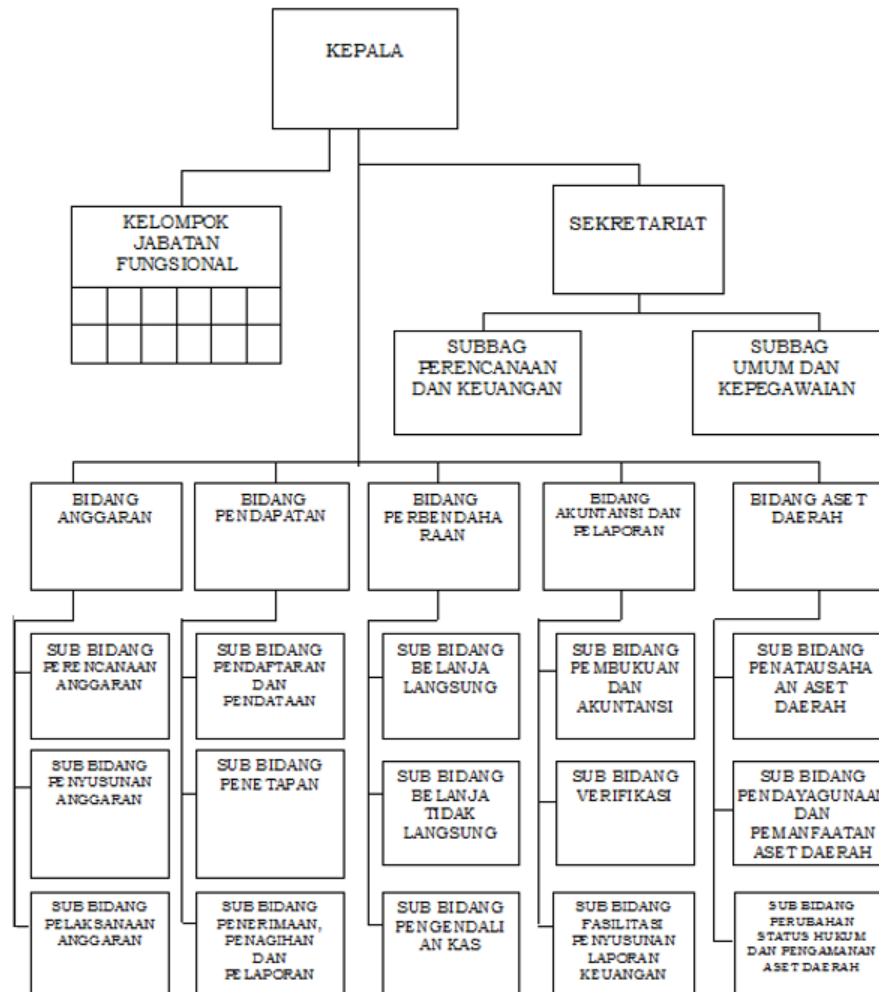 KEPALA
KELOMPOK
JABATAN
FUNGSIONAL
SEKRETARIAT
SUBBAG
PERENCANAAN
DAN KEUANGAN
SUBBAG
UMUM DAN
KEPEGAWAIAN
BIDANG
ANGGARAN
BIDANG
PENDAPATAN
BIDANG
PERBENDAHA
RAAN
BIDANG
AKUNTANSI DAN
PELAPORAN
BIDANG ASET
DAERAH
SUB BIDANG
PERENCANAAN
ANGGARAN
SUB BIDANG
PENDAFTARAN
DAN
PENDATAAN
SUB BIDANG
BELANJA
LANGSUNG
SUB BIDANG
PEMBUKUAN
DAN
AKUNTANSI
SUB BIDANG
PENATAUSAHA
AN ASET
DAERAH
SUB BIDANG
PENYUSUNAN
ANGGARAN
SUB BIDANG
PENETAPAN
SUB BIDANG
BELANJA
TIDAK
LANGSUNG
SUB BIDANG
VERIFIKASI
SUB BIDANG
PENDAYAGUNAAN
DAN
PEMANFAATAN
ASET DAERAH
SUB BIDANG
PELAKSANAAN
ANGGARAN
SUB BIDANG
PENERIMAAN,
PENAGIHAN
DAN
PELAPORAN
SUB BIDANG
PENGENDALI
AN KAS
SUB BIDANG
FASILITASI
PENYUSUNAN
LAPORAN
KEUANGAN
SUB BIDANG
PERUBAHAN
STATUS HUKUM
DAN PENGAMANAN
ASET DAERAH